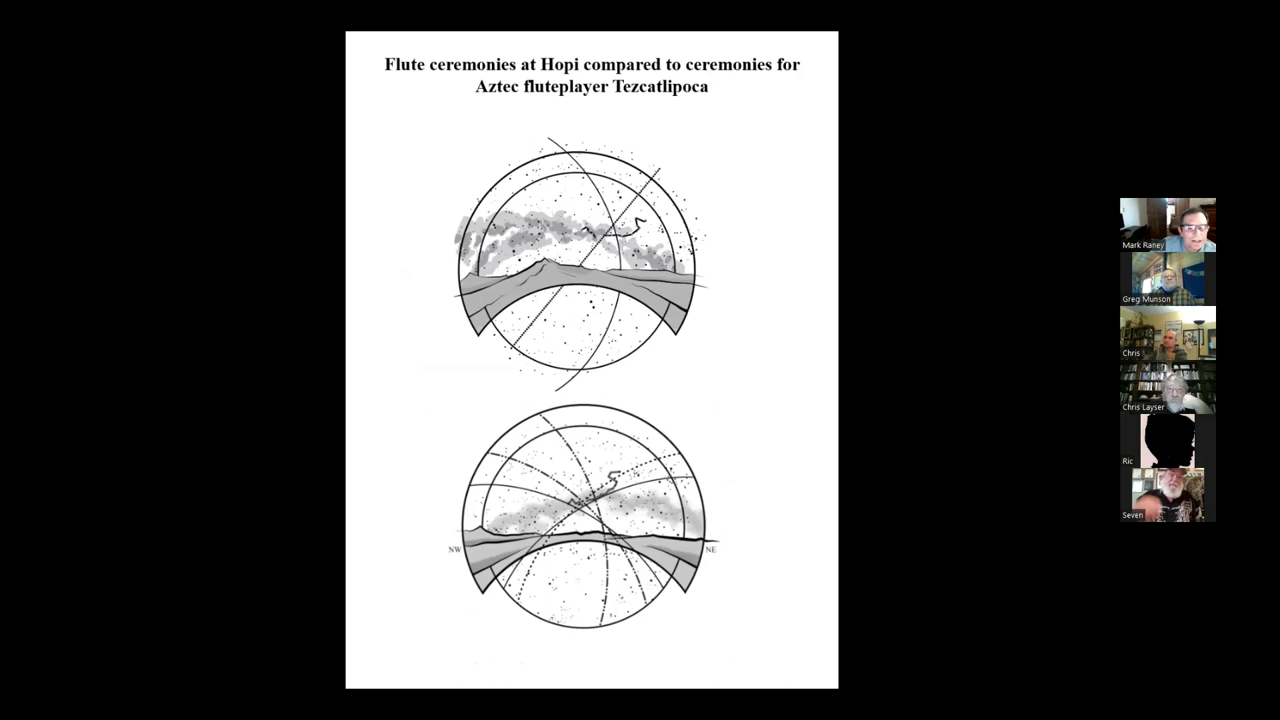 Flute ceremonies at Hopi compared to ceremonies for
Aztec fluteplayer Tezcatlipoca
NW
NE
Mark Raney
Greg Munson
Chris
Chris Layser
Ric
Seven